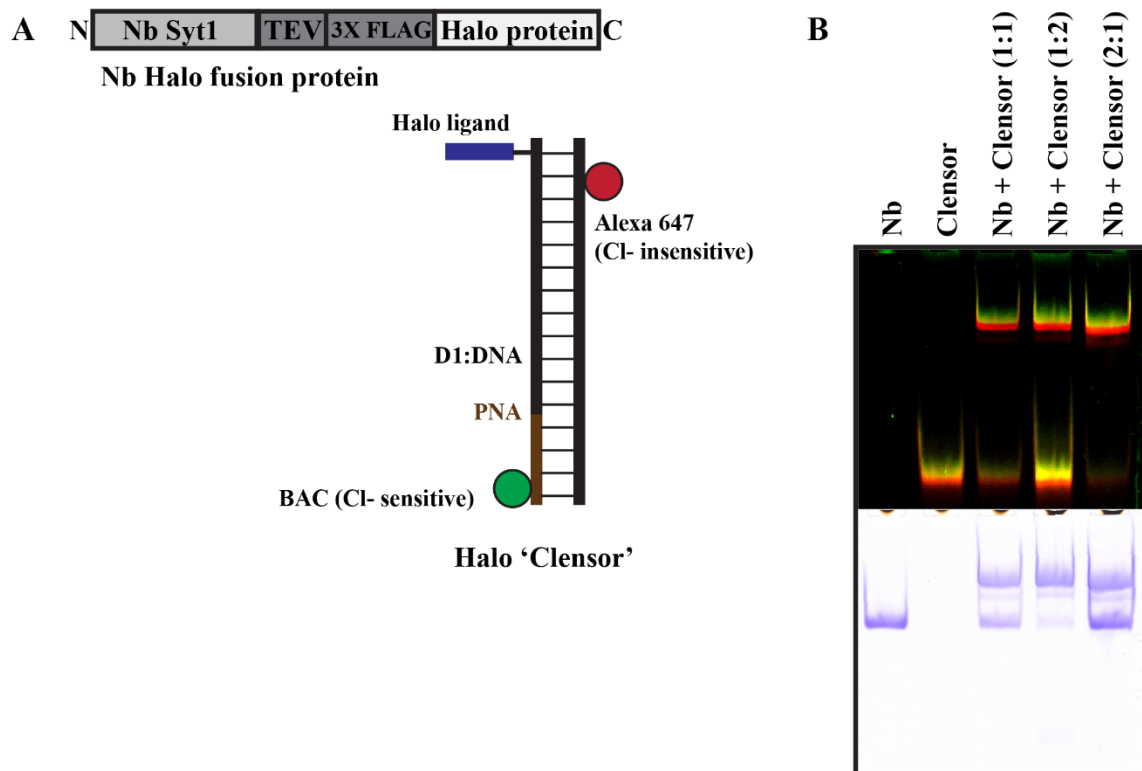 A
N Nb Syt1 TEV 3X FLAG Halo protein C
Nb Halo fusion protein
Halo ligand
Alexa 647
(Cl- insensitive)
D1:DNA
PNA
BAC (Cl- sensitive)
Halo ‘Clensor’
B
Nb
Clensor
Nb + Clensor (1:1)
Nb + Clensor (1:2)
Nb + Clensor (2:1)